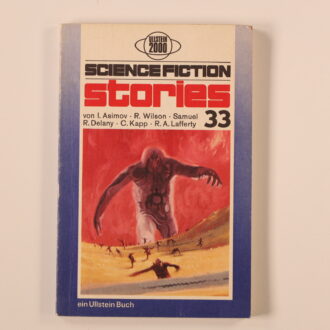 ULLSTEIN
2000
SCIENCE FICTION
stories
von I. Asimov · R. Wilson · Samuel
R. Delany · C. Kapp · R. A. Lafferty
33
ein Ullstein Buch